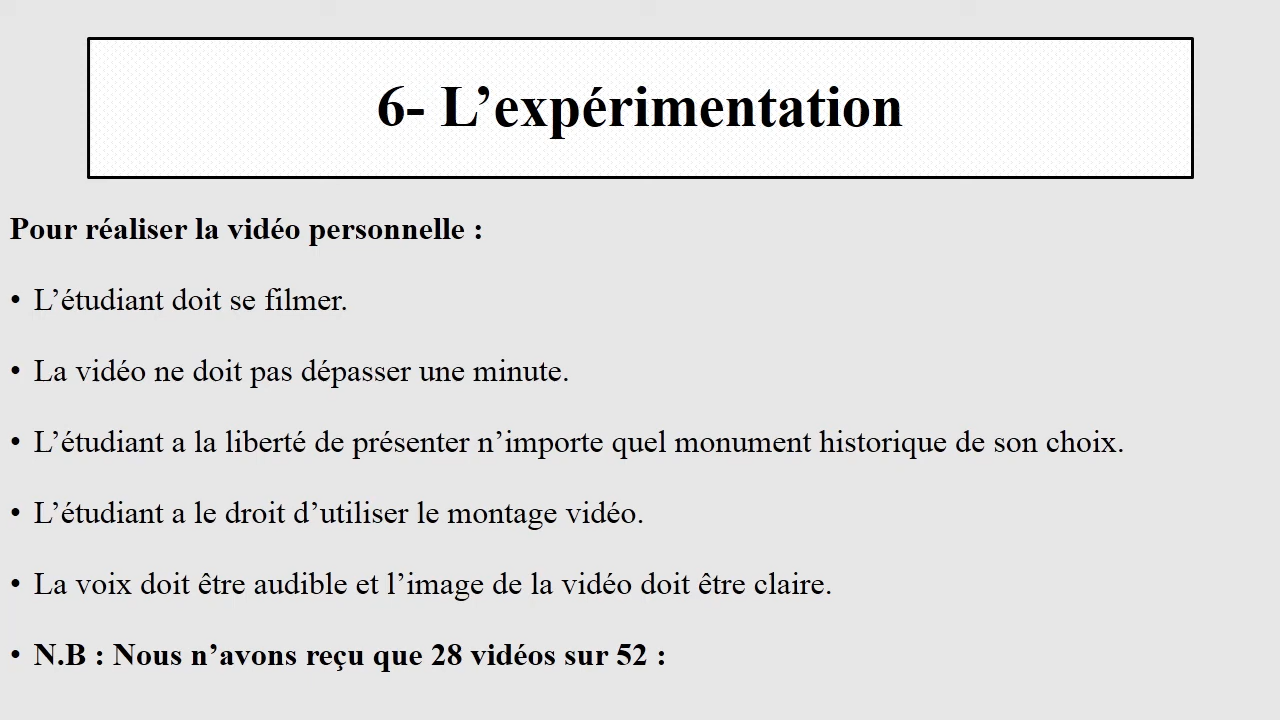 6- L’expérimentation
Pour réaliser la vidéo personnelle :
• L’étudiant doit se filmer.
• La vidéo ne doit pas dépasser une minute.
• L’étudiant a la liberté de présenter n’importe quel monument historique de son choix.
• L’étudiant a le droit d’utiliser le montage vidéo.
• La voix doit être audible et l’image de la vidéo doit être claire.
• N.B : Nous n’avons reçu que 28 vidéos sur 52 :